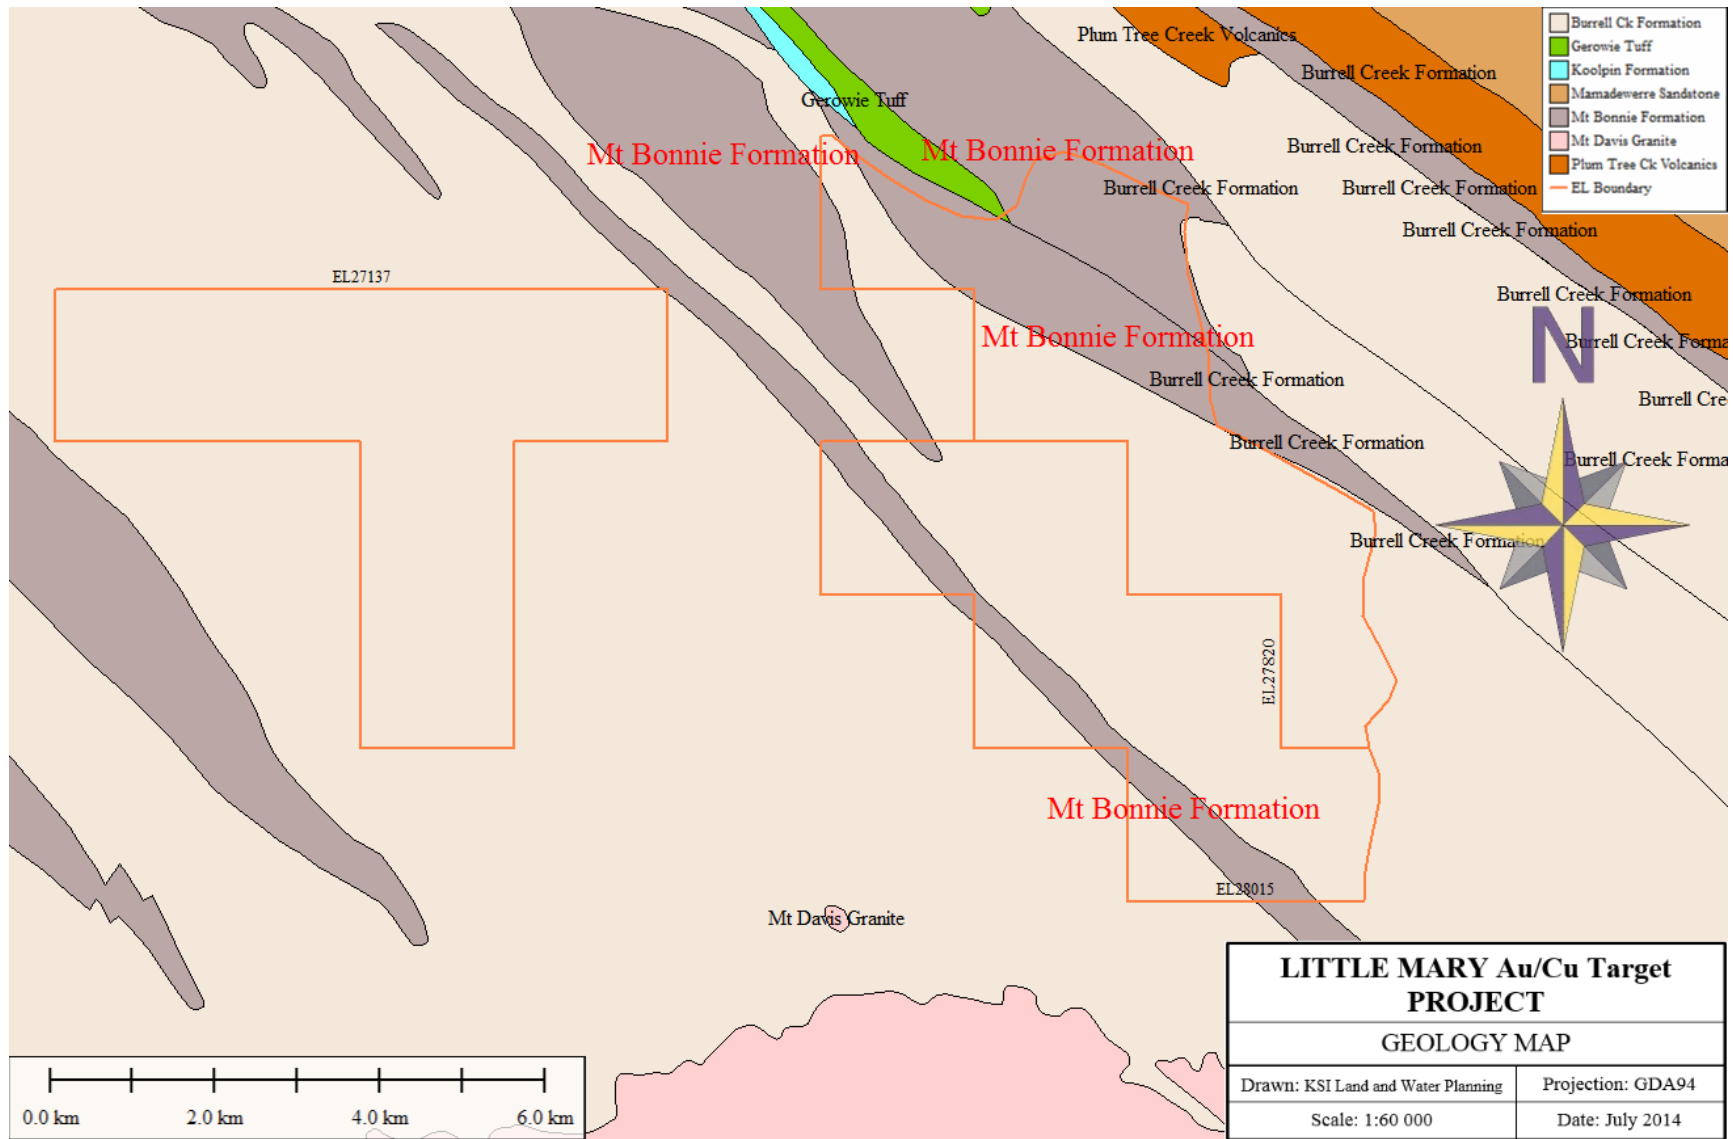 Plum Tree Creek Volcanics
Burrell Creek Formation
Gerowie Tuff
Mt Bonnie Formation
Mt Bonnie Formation
Burrell Creek Formation
Burrell Creek Formation
Burrell Creek Formation
Burrell Creek Formation
EL27137
Burrell Creek Formation
Mt Bonnie Formation
Burrell Creek Forma
Burrell Creek Formation
Burrell Cre
Burrell Creek Formation
Burrell Creek Forma
Burrell Creek Formation
EL27820
Mt Bonnie Formation
EL28015
Mt Davis Granite
Burrell Ck Formation
Gerowie Tuff
Koolpin Formation
Mamadewerre Sandstone
Mt Bonnie Formation
Mt Davis Granite
Plum Tree Ck Volcanics
EL Boundary
N
0.0 km 2.0 km 4.0 km 6.0 km
LITTLE MARY Au/Cu Target
PROJECT
GEOLOGY MAP
Drawn: KSI Land and Water Planning
Projection: GDA94
Scale: 1:60 000
Date: July 2014